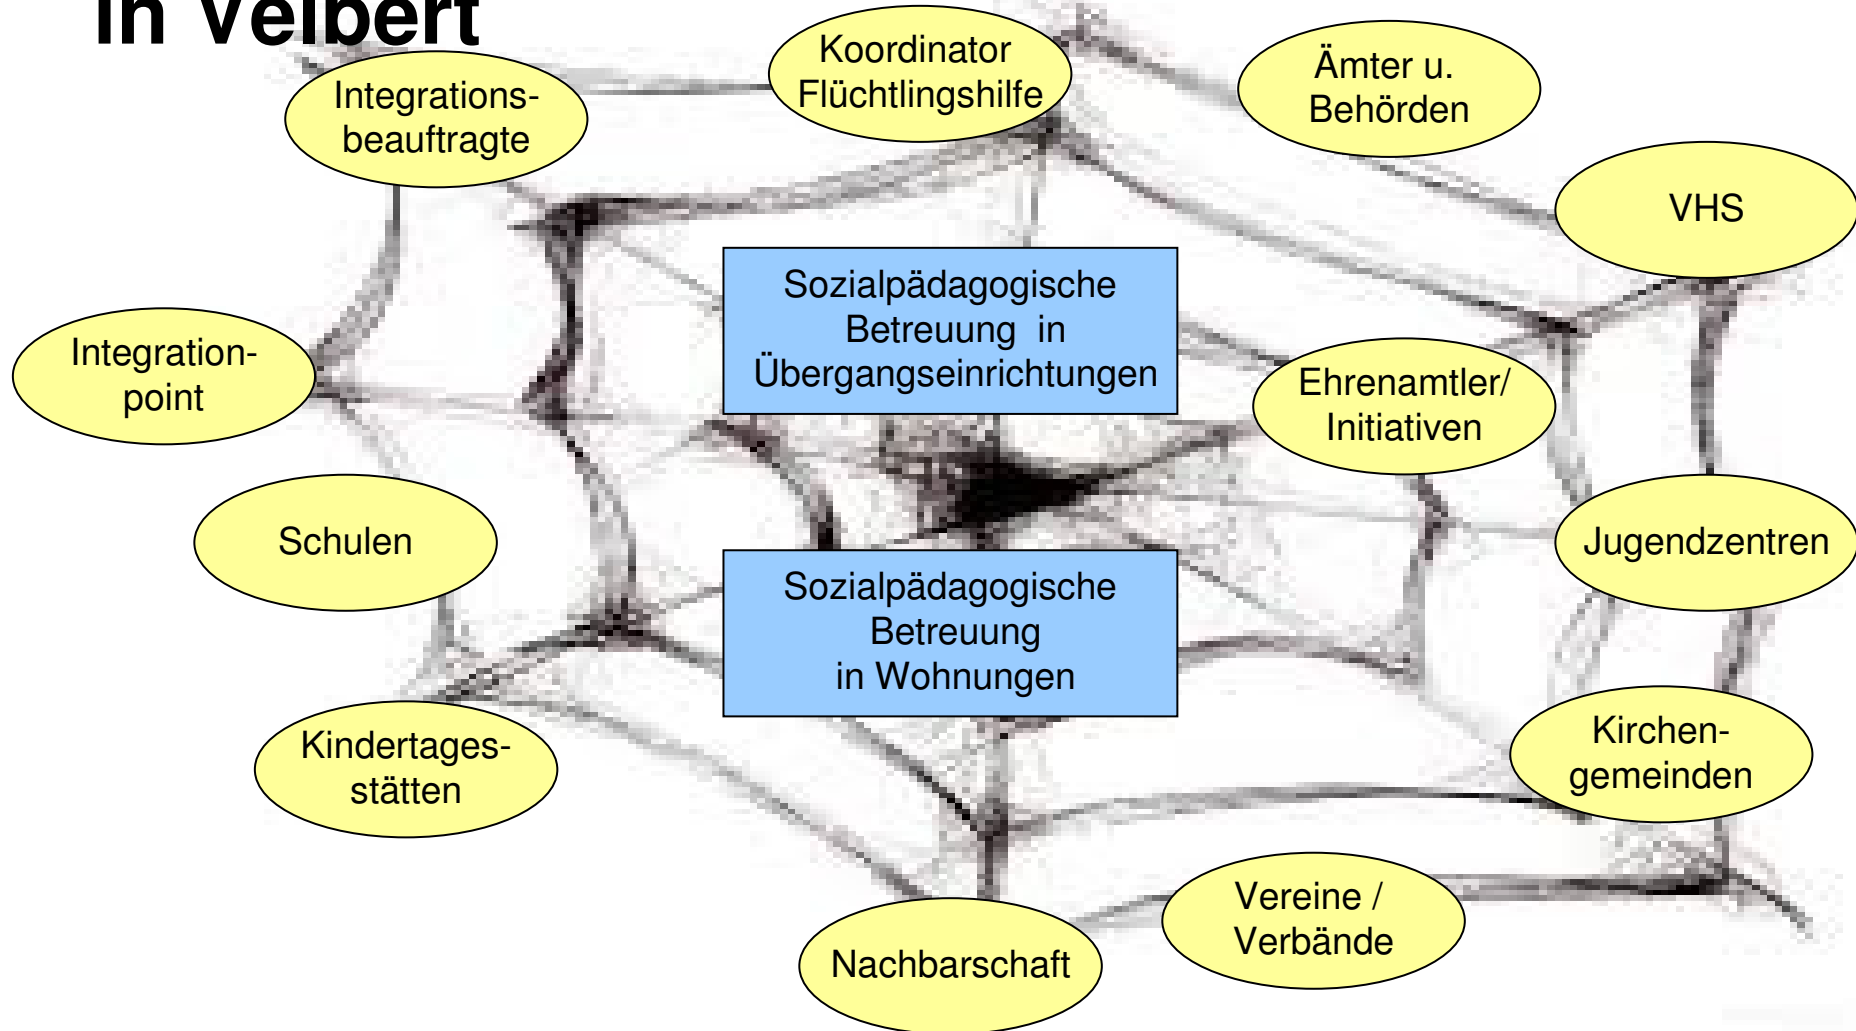 in Velbert
Koordinator
Flüchtlingshilfe
Ämter u.
Behörden
Integrations-
beauftragte
VHS
Sozialpädagogische
Betreuung in
Übergangseinrichtungen
Integration-
point
Ehrenamtler/
Initiativen
Schulen
Jugendzentren
Sozialpädagogische
Betreuung
in Wohnungen
Kindertages-
stätten
Kirchen-
gemeinden
Vereine /
Verbände
Nachbarschaft